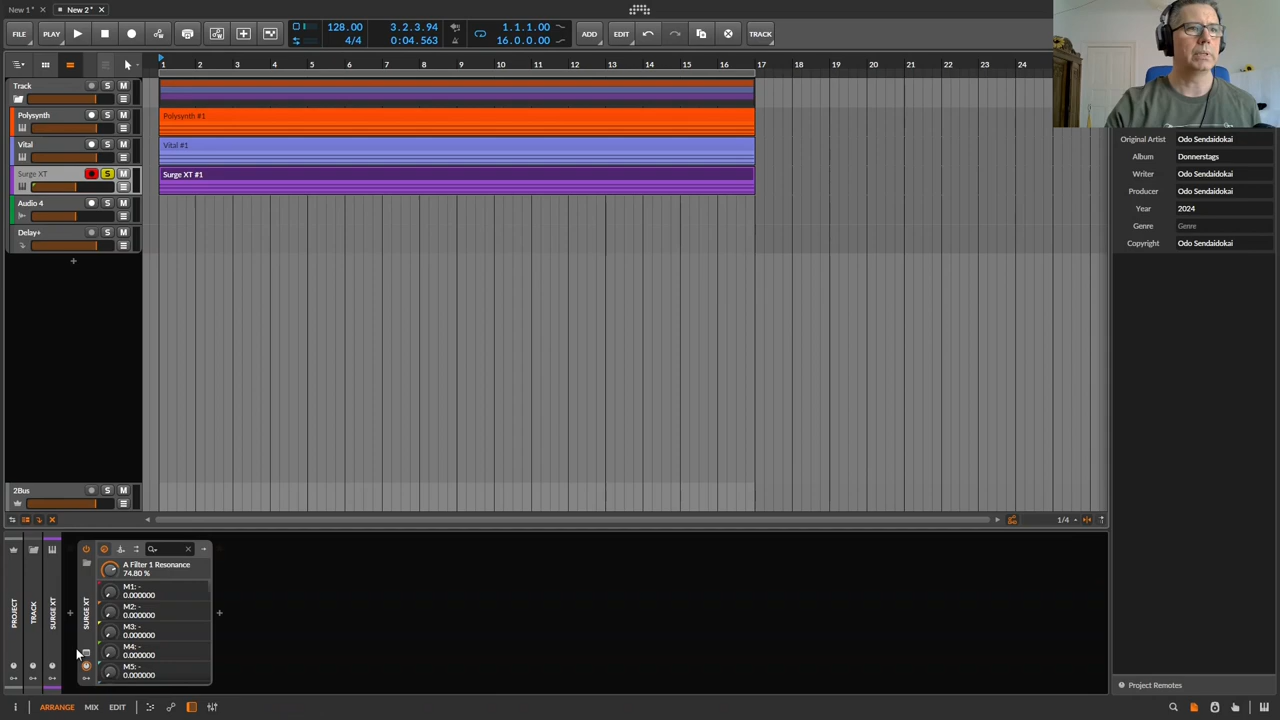 New 1* × New 2* ×
FILE PLAY 128.00 4/4 3.2.3.94 0:04.563 1.1.1.00 16.0.0.00 ADD EDIT TRACK
1 2 3 4 5 6 7 8 9 10 11 12 13 14 15 16 17 18 19 20 21 22 23 24
Track S M
Polysynth S M
Polysynth #1
Vital S M
Vital #1
Surge XT S M
Surge XT #1
Audio 4 S M
Delay+ S M
+
2Bus S M
1/4
Original Artist Odo Sendaidokai
Album Donnerstags
Writer Odo Sendaidokai
Producer Odo Sendaidokai
Year 2024
Genre Genre
Copyright Odo Sendaidokai
PROJECT
TRACK
SURGE XT
SURGE XT
A Filter 1 Resonance
74.80 %
M1: -
0.000000
M2: -
0.000000
M3: -
0.000000
M4: -
0.000000
M5: -
0.000000
Project Remotes
i ARRANGE MIX EDIT